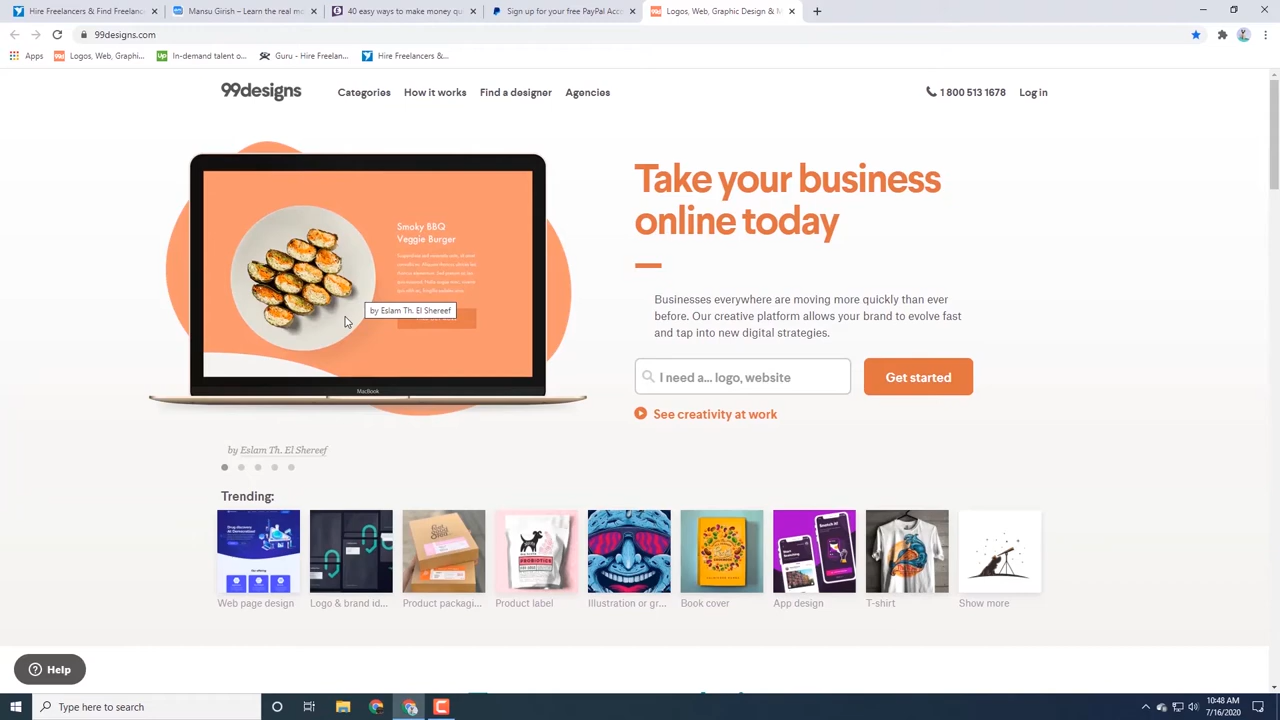 Hire Freelancers & Find Freelanc
Mansu Girish — Learn the real m
40 easy ways to make money qu
Sign up for your free PayPal Acc
Logos, Web, Graphic Design & M
99designs.com
Apps
Logos, Web, Graphi...
In-demand talent o...
Guru - Hire Freelan...
Hire Freelancers &...
99designs
Categories
How it works
Find a designer
Agencies
1 800 513 1678
Log in
Take your business
online today
Smoky BBQ
Veggie Burger
by Eslam Th. El Shereef
MacBook
Businesses everywhere are moving more quickly than ever
before. Our creative platform allows your brand to evolve fast
and tap into new digital strategies.
I need a... logo, website
Get started
See creativity at work
by Eslam Th. El Shereef
Trending:
PROBIOTICS
Web page design
Logo & brand id...
Product packagi...
Product label
Illustration or gr...
Book cover
App design
T-shirt
Show more
Help
Type here to search
10:48 AM
7/16/2020